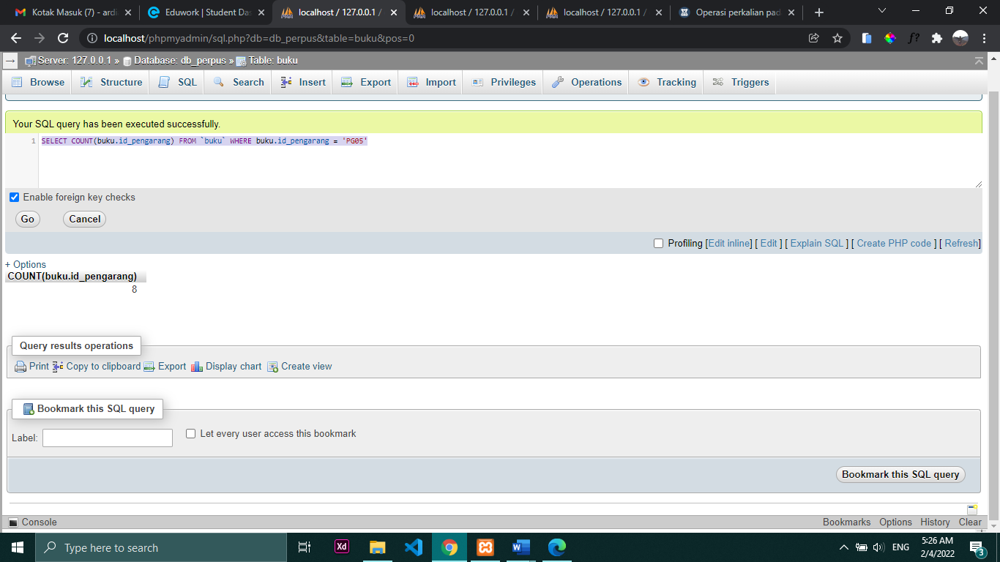 Kotak Masuk (7) - ardi
Eduwork | Student Das
localhost / 127.0.0.1 /
localhost / 127.0.0.1 /
localhost / 127.0.0.1 /
Operasi perkalian pad
localhost/phpmyadmin/sql.php?db=db_perpus&table=buku&pos=0
Server: 127.0.0.1 » Database: db_perpus » Table: buku
Browse Structure SQL Search Insert Export Import Privileges Operations Tracking Triggers
Your SQL query has been executed successfully.
1 SELECT COUNT(buku.id_pengarang) FROM `buku` WHERE buku.id_pengarang = 'PG05'
Enable foreign key checks
Go Cancel
Profiling [Edit inline] [ Edit ] [ Explain SQL ] [ Create PHP code ] [ Refresh]
+ Options
COUNT(buku.id_pengarang)
8
Query results operations
Print Copy to clipboard Export Display chart Create view
Bookmark this SQL query
Label: Let every user access this bookmark
Bookmark this SQL query
Console Bookmarks Options History Clear
Type here to search
Xd
ENG
5:26 AM
2/4/2022
3